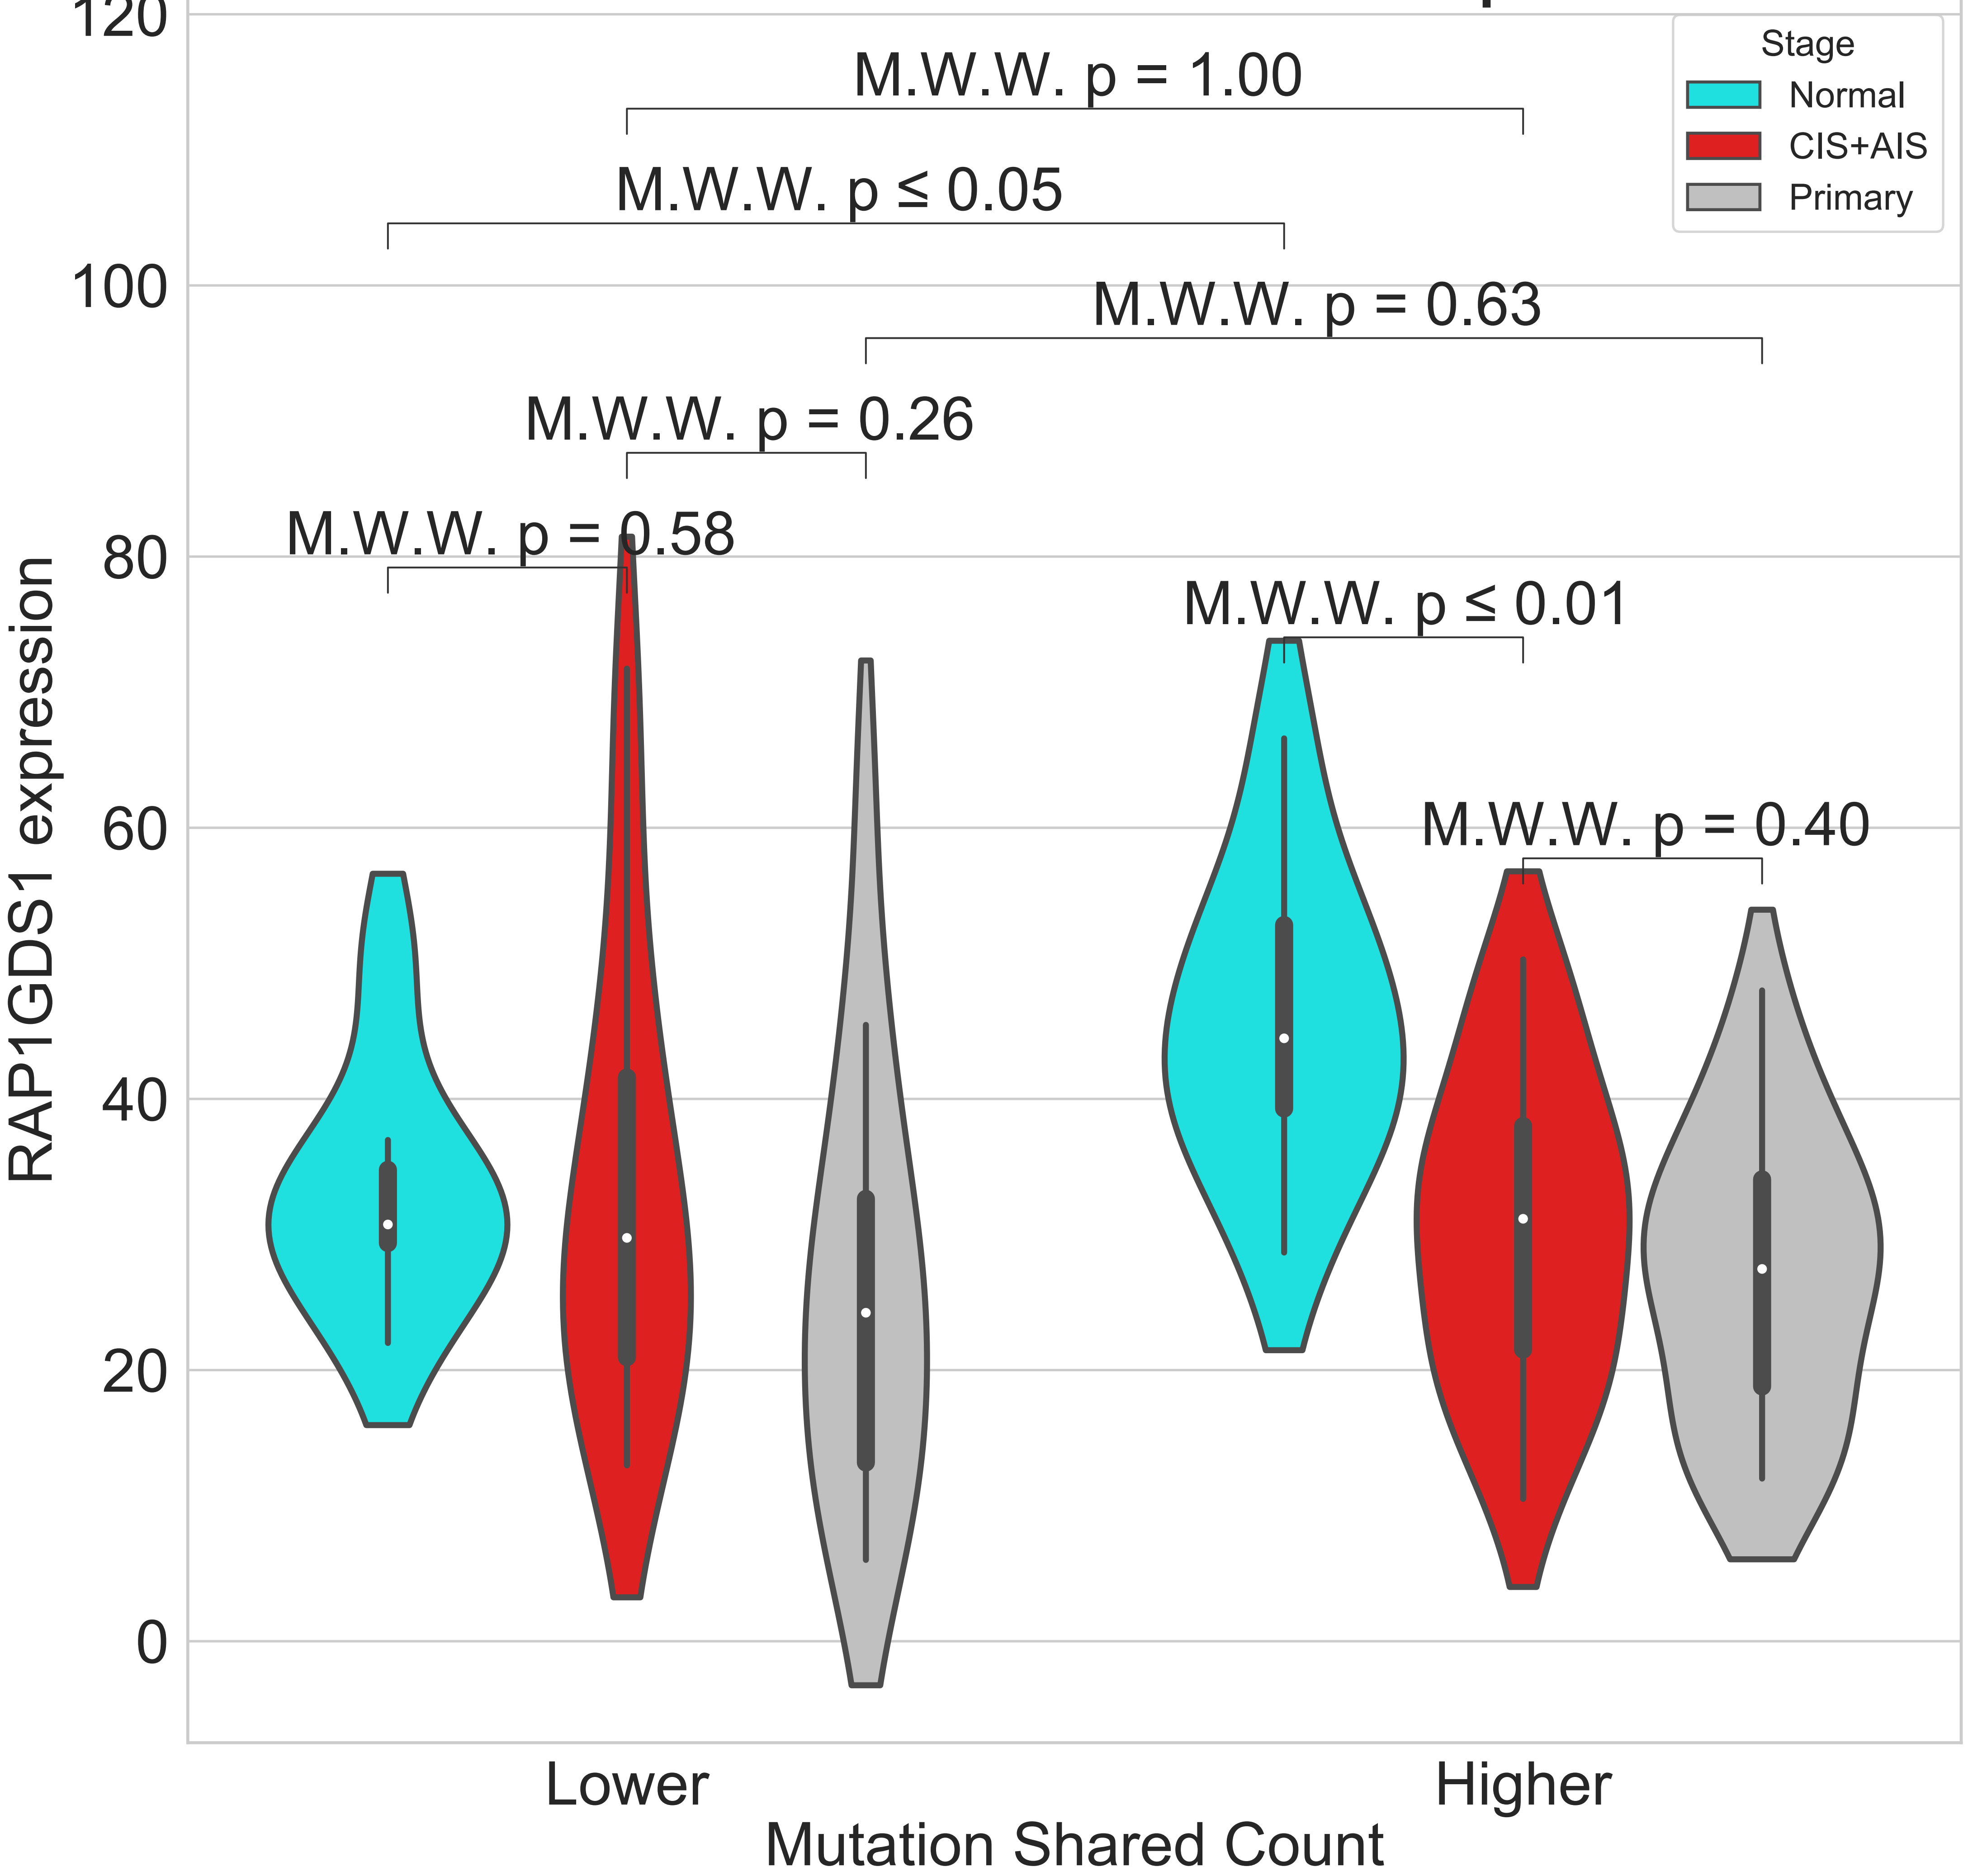 120
M.W.W. p = 1.00
Stage
Normal
CIS+AIS
Primary
M.W.W. p ≤ 0.05
100
M.W.W. p = 0.63
M.W.W. p = 0.26
M.W.W. p = 0.58
80
M.W.W. p ≤ 0.01
60
M.W.W. p = 0.40
RAP1GDS1 expression
40
20
0
Lower
Higher
Mutation Shared Count